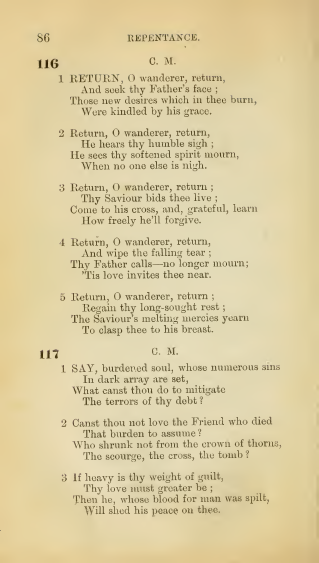 86 REPENTANCE.
116 C. M.
1 RETURN, O wanderer, return,
And seek thy Father's face ;
Those new desires which in thee burn,
Were kindled by his grace.
2 Return, O wanderer, return,
He hears thy humble sigh ;
He sees thy softened spirit mourn,
When no one else is nigh.
3 Return, O wanderer, return ;
Thy Saviour bids thee live ;
Come to his cross, and, grateful, learn
How freely he'll forgive.
4 Return, O wanderer, return,
And wipe the falling tear ;
Thy Father calls—no longer mourn;
'Tis love invites thee near.
5 Return, O wanderer, return ;
Regain thy long-sought rest ;
The Saviour's melting mercies yearn
To clasp thee to his breast.
117 C. M.
1 SAY, burdened soul, whose numerous sins
In dark array are set,
What canst thou do to mitigate
The terrors of thy debt ?
2 Canst thou not love the Friend who died
That burden to assume ?
Who shrunk not from the crown of thorns,
The scourge, the cross, the tomb ?
3 If heavy is thy weight of guilt,
Thy love must greater be ;
Then he, whose blood for man was spilt,
Will shed his peace on thee.